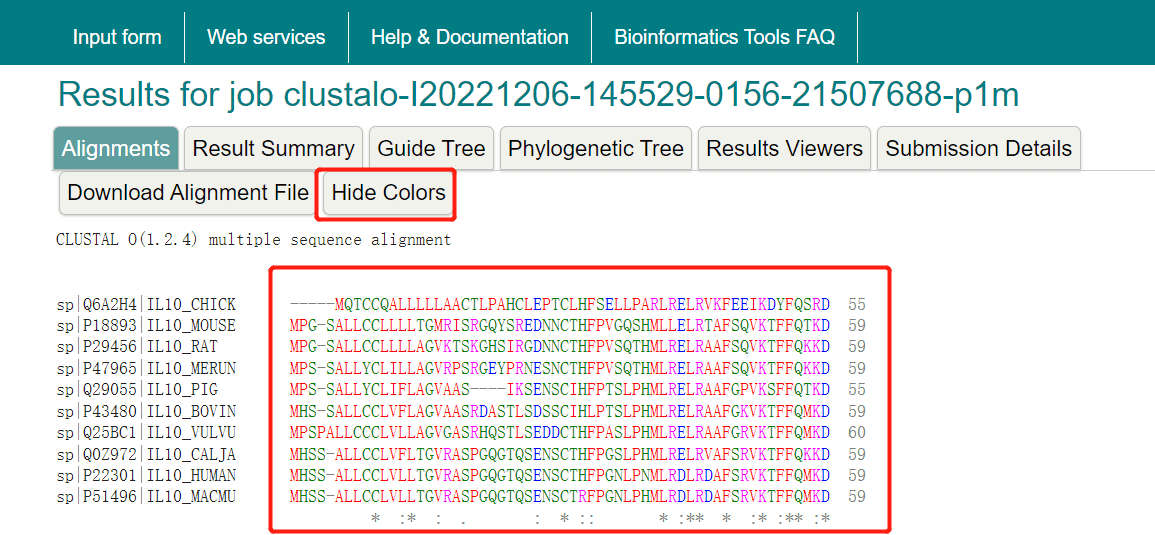 Input form Web services Help & Documentation Bioinformatics Tools FAQ
Results for job clustalo-I20221206-145529-0156-21507688-p1m
Alignments Result Summary Guide Tree Phylogenetic Tree Results Viewers Submission Details
Download Alignment File Hide Colors
CLUSTAL O(1.2.4) multiple sequence alignment
sp|Q6A2H4|IL10_CHICK -----MQTCCQALLLLLAACTLPAHCLEPTCLHFSELLPARLRELRVKFEEIKDYFQSRD 55
sp|P18893|IL10_MOUSE MPG-SALLCCLLLLTGMRISRGQYSREDNNCTHFPVGQSHMLLELRTAFSQVKTFFQTKD 59
sp|P29456|IL10_RAT MPG-SALLCCLLLLAGVKTSKGHSIRGDNNCTHFPVSQTHMLRELRAAFSQVKTFFQKKD 59
sp|P47965|IL10_MERUN MPS-SALLYCLILLAGVRPSRGEYPRNESNCTHFPVSQTHMLRELRAAFSQVKTFFQKKD 59
sp|Q29055|IL10_PIG MPS-SALLYCLIFLAGVAAS----IKSENSCIHFPTSLPHMLRELRAAFGPVKSFFQTKD 55
sp|P43480|IL10_BOVIN MHS-SALLCCLVFLAGVAASRDASTLSDSSCIHLPTSLPHMLRELRAAFGKVKTFFQMKD 59
sp|Q25BC1|IL10_VULVU MPSPALLCCCLVLLAGVGASRHQSTLSEDDCTHFPASLPHMLRELRAAFGRVKTFFQMKD 60
sp|Q0Z972|IL10_CALJA MHSS-ALLCCLVFLTGVRASPGQGTQSENSCTHFPGSLPHMLRELRVAFSRVKTFFQKKD 59
sp|P22301|IL10_HUMAN MHSS-ALLCCLVLLTGVRASPGQGTQSENSCTHFPGNLPNMLRDLRDAFSRVKTFFQMKD 59
sp|P51496|IL10_MACMU MHSS-ALLCCLVLLTGVRASPGQGTQSENSCTRFPGNLPHMLRDLRDAFSRVKTFFQMKD 59
* :* : . : * :: * :** * :* :** :*